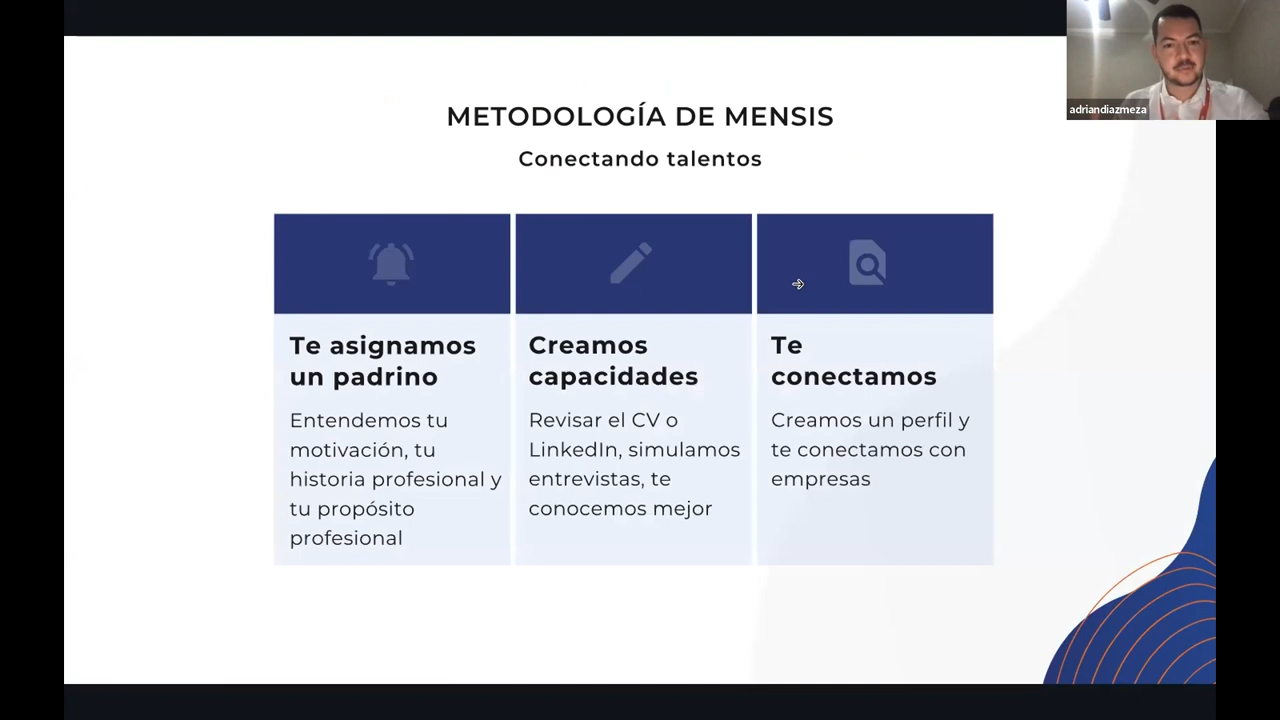 adriandiazmeza
METODOLOGÍA DE MENSIS
Conectando talentos
Te asignamos
un padrino
Entendemos tu
motivación, tu
historia profesional y
tu propósito
profesional
Creamos
capacidades
Revisar el CV o
LinkedIn, simulamos
entrevistas, te
conocemos mejor
Te
conectamos
Creamos un perfil y
te conectamos con
empresas